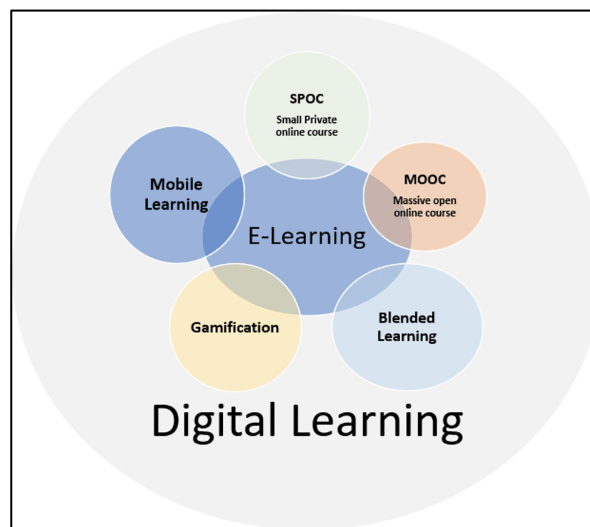 SPOC
Small Private
online course
Mobile
Learning
MOOC
Massive open
online course
E-Learning
Gamification
Blended
Learning
Digital Learning